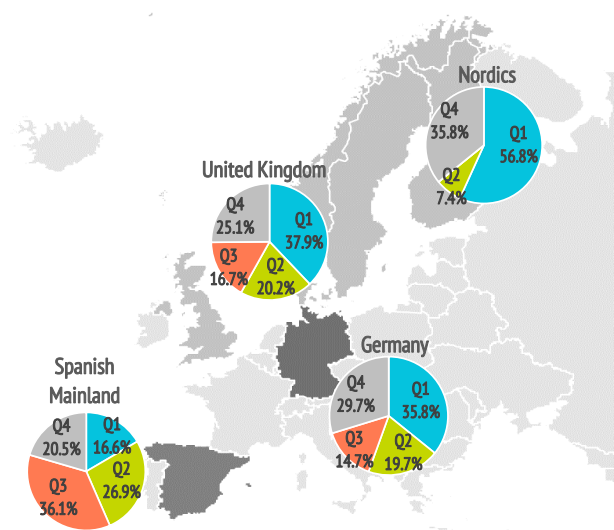 Nordics
Q4
35.8%
Q1
56.8%
Q2
7.4%
United Kingdom
Q4
25.1%
Q1
37.9%
Q3
16.7%
Q2
20.2%
Germany
Q4
29.7%
Q1
35.8%
Q3
14.7%
Q2
19.7%
Spanish
Mainland
Q4
20.5%
Q1
16.6%
Q2
26.9%
Q3
36.1%